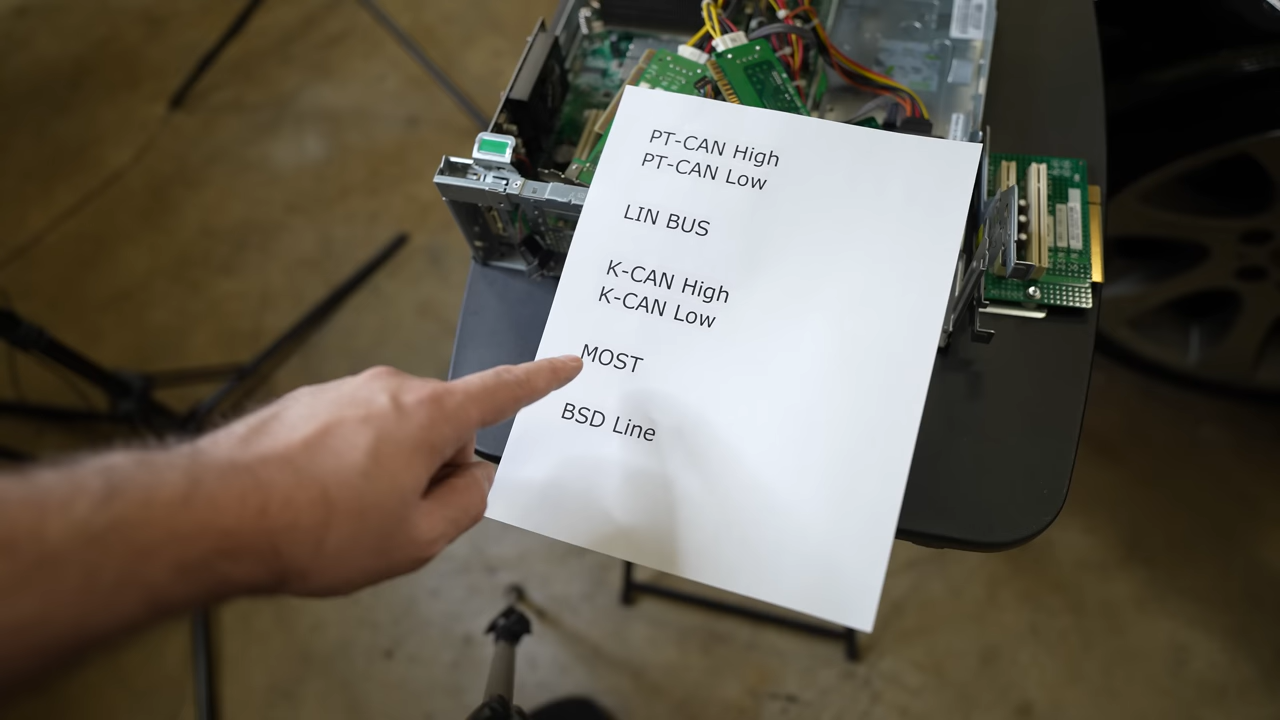 PT-CAN High
PT-CAN Low
LIN BUS
K-CAN High
K-CAN Low
MOST
BSD Line